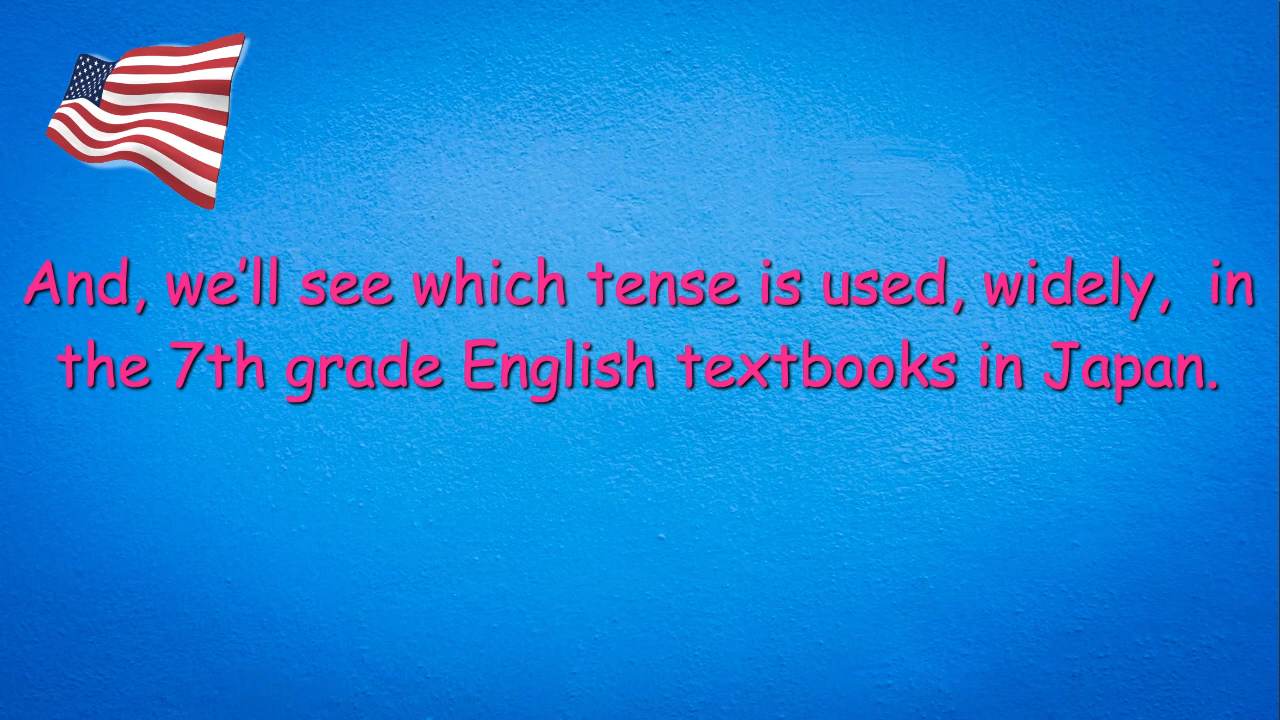 And, we’ll see which tense is used, widely,  in
the 7th grade English textbooks in Japan.